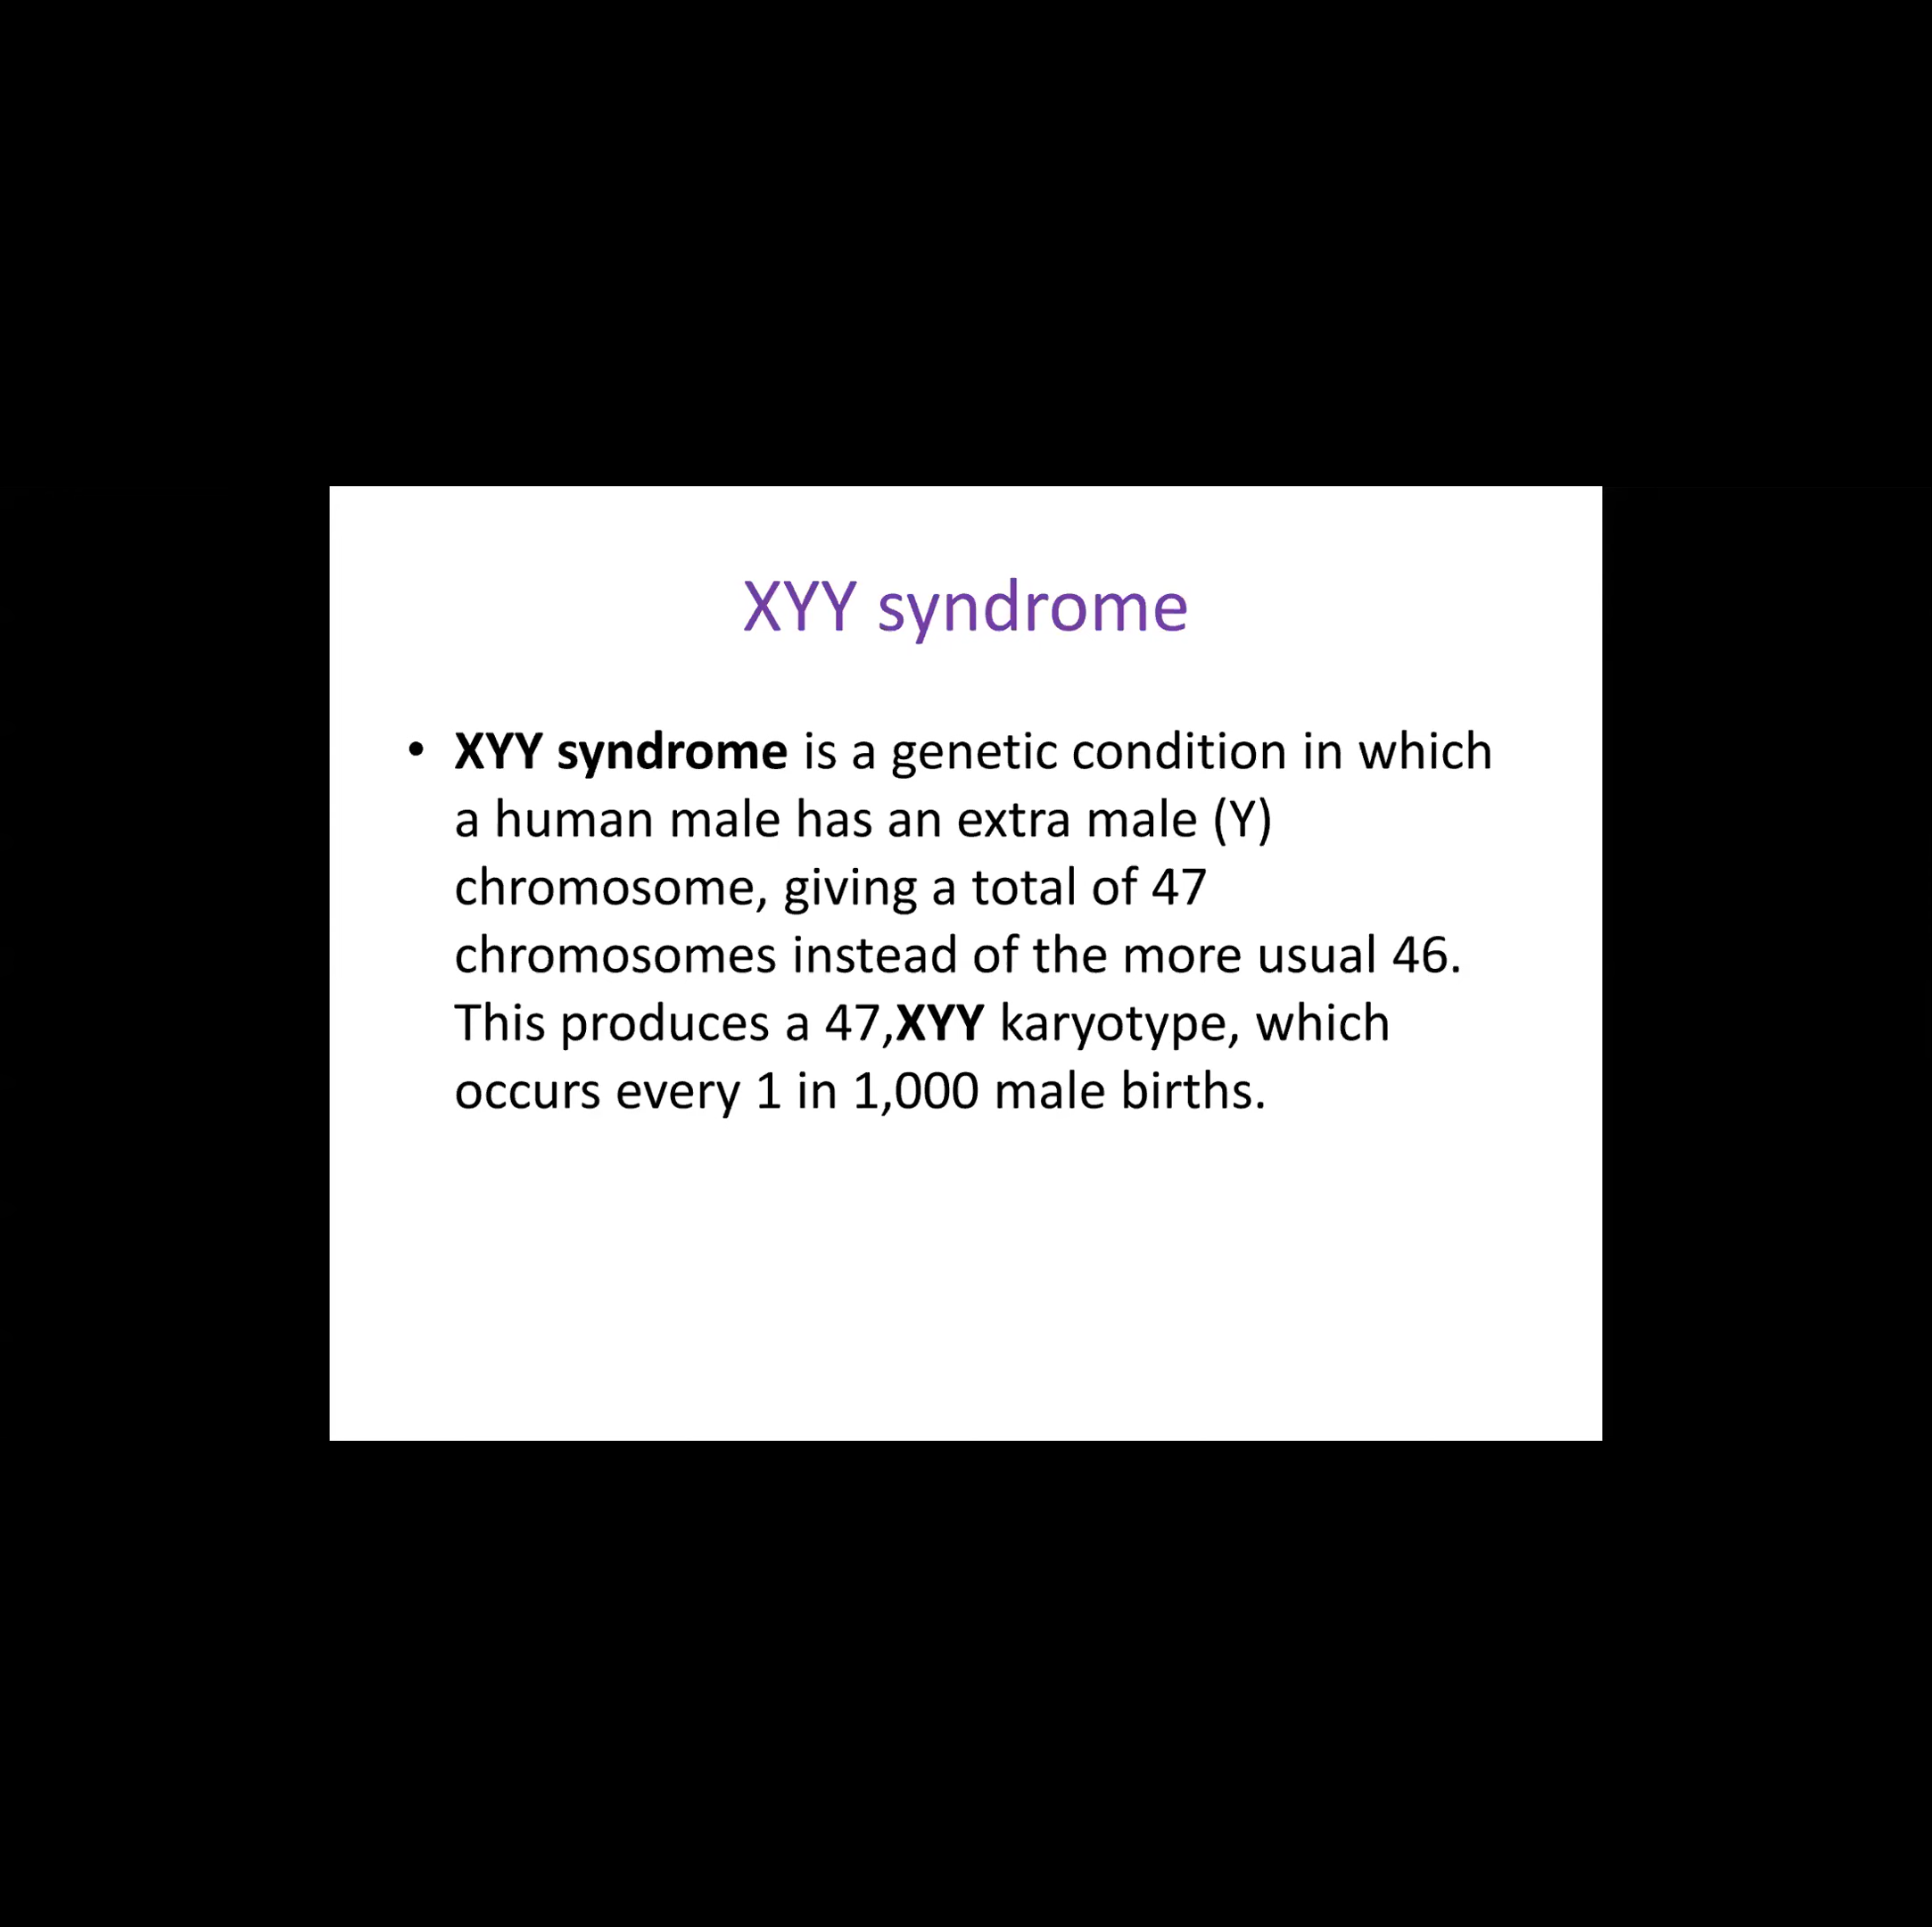 XYY syndrome
• XYY syndrome is a genetic condition in which
a human male has an extra male (Y)
chromosome, giving a total of 47
chromosomes instead of the more usual 46.
This produces a 47,XYY karyotype, which
occurs every 1 in 1,000 male births.